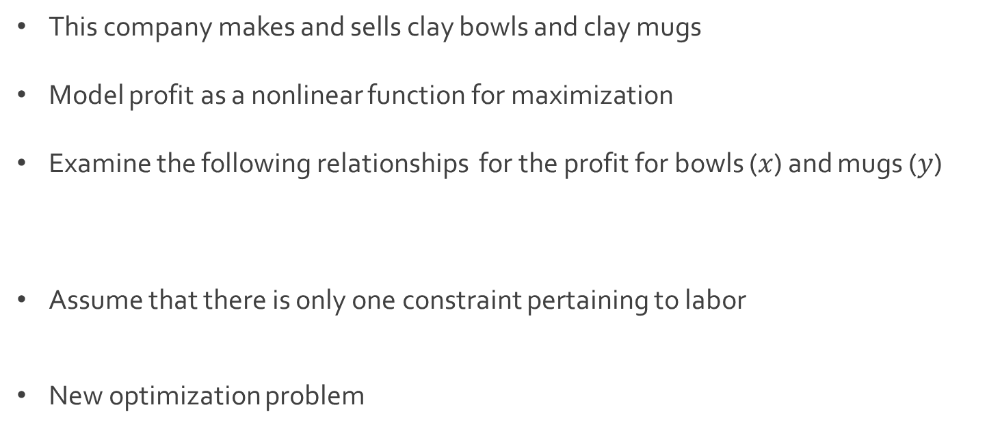 • This company makes and sells clay bowls and clay mugs
• Model profit as a nonlinear function for maximization
• Examine the following relationships for the profit for bowls (x) and mugs (y)
• Assume that there is only one constraint pertaining to labor
• New optimization problem